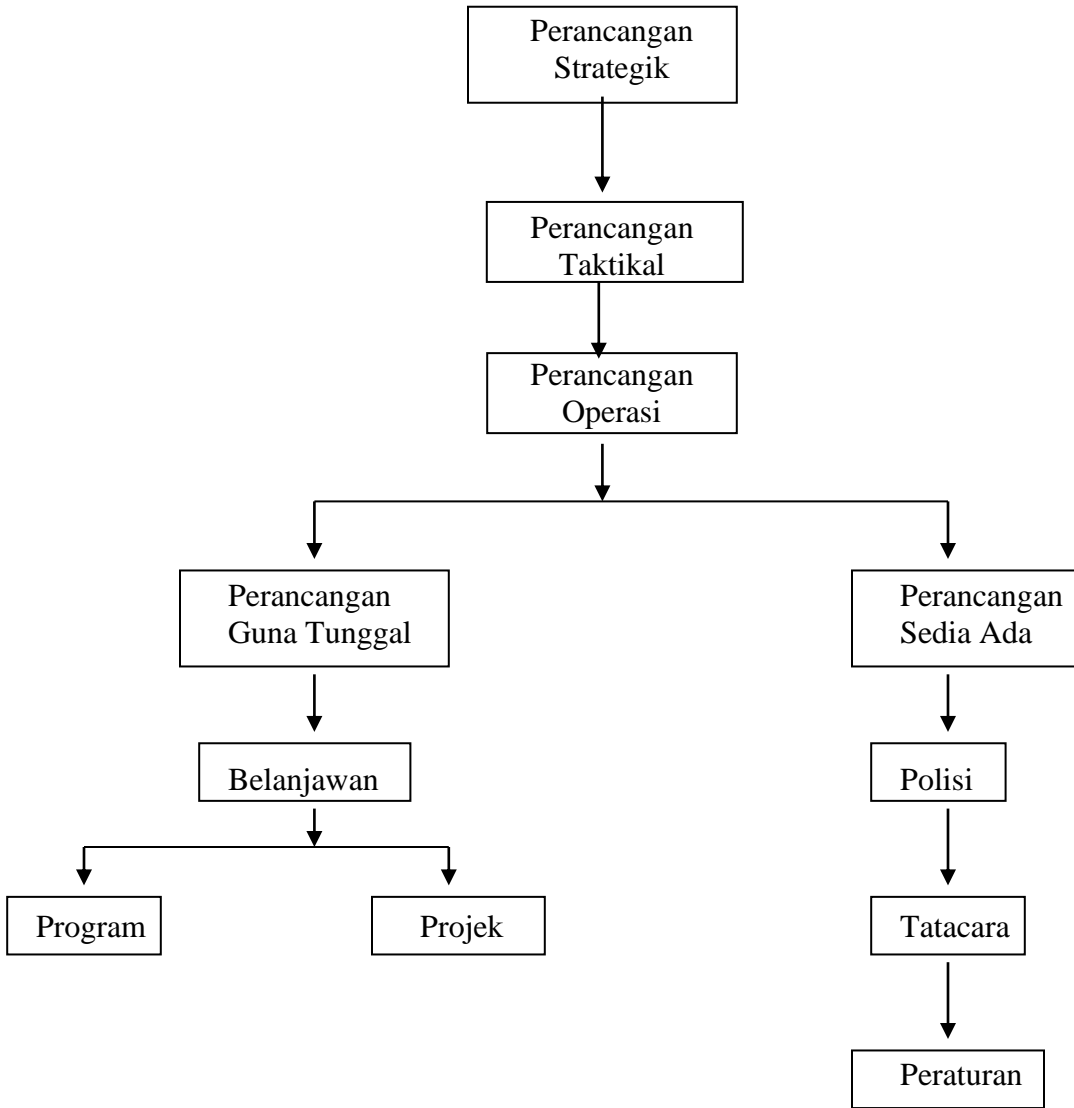 Perancangan
Strategik
Perancangan
Taktikal
Perancangan
Operasi
Perancangan
Guna Tunggal
Perancangan
Sedia Ada
Belanjawan
Polisi
Program
Projek
Tatacara
Peraturan